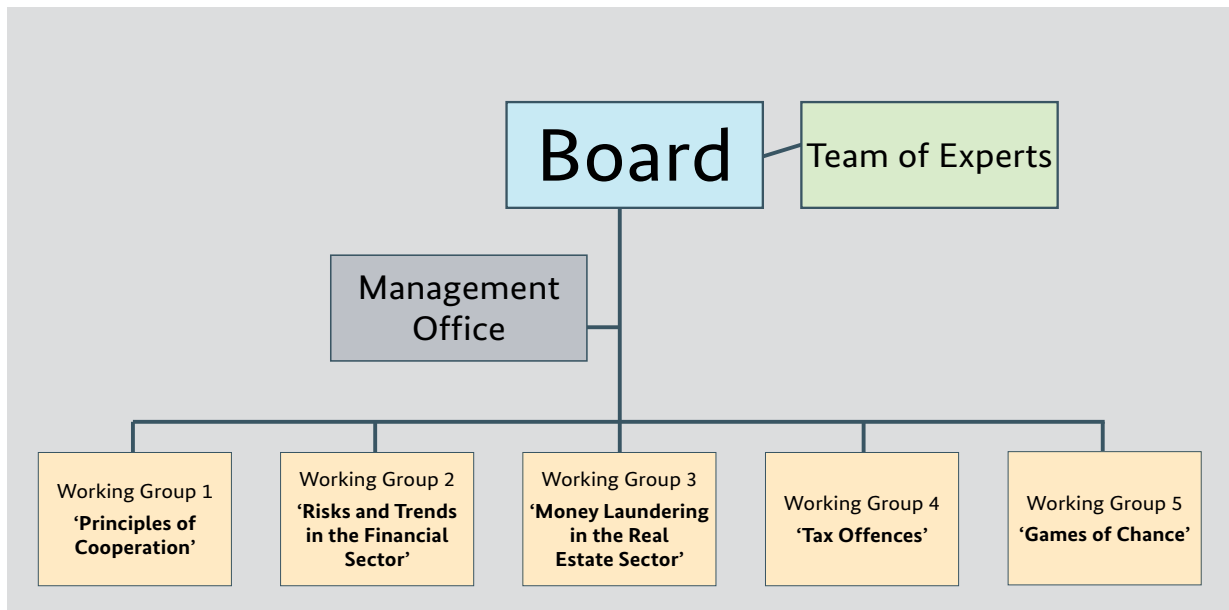 Board
Team of Experts
Management
Office
Working Group 1
‘Principles of
Cooperation’
Working Group 2
‘Risks and Trends
in the Financial
Sector’
Working Group 3
‘Money Laundering
in the Real
Estate Sector’
Working Group 4
‘Tax Offences’
Working Group 5
‘Games of Chance’